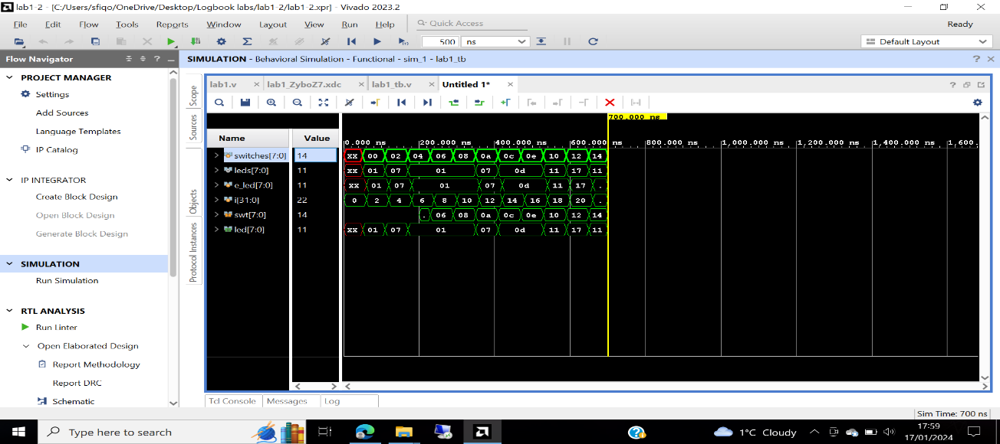 lab1-2 - [C:/Users/sfiqo/OneDrive/Desktop/Logbook labs/lab1-2/lab1-2.xpr] - Vivado 2023.2
File Edit Flow Tools Reports Window Layout View Run Help Quick Access Ready
500 ns Default Layout
Flow Navigator
SIMULATION - Behavioral Simulation - Functional - sim_1 - lab1_tb
PROJECT MANAGER
Settings
Add Sources
Language Templates
IP Catalog
IP INTEGRATOR
Create Block Design
Open Block Design
Generate Block Design
SIMULATION
Run Simulation
RTL ANALYSIS
Run Linter
Open Elaborated Design
Report Methodology
Report DRC
Schematic
Scope
Sources
Objects
Protocol Instances
lab1.v lab1_ZyboZ7.xdc lab1_tb.v Untitled 1*
700.000 ns
Name Value 0.000 ns 200.000 ns 400.000 ns 600.000 ns 800.000 ns 1,000.000 ns 1,200.000 ns 1,400.000 ns 1,600.
switches[7:0] 14 XX 00 02 04 06 08 0a 0c 0e 10 12 14
leds[7:0] 11 XX 01 07 01 07 0d 11 17 11
e_led[7:0] 11 XX 01 07 01 07 0d 11 17 .
i[31:0] 22 0 2 4 6 8 10 12 14 16 18 20 .
swt[7:0] 14 . 06 08 0a 0c 0e 10 12 14
led[7:0] 11 XX 01 07 01 07 0d 11 17 11
Tcl Console Messages Log
Sim Time: 700 ns
Type here to search
1°C Cloudy
17:59
17/01/2024